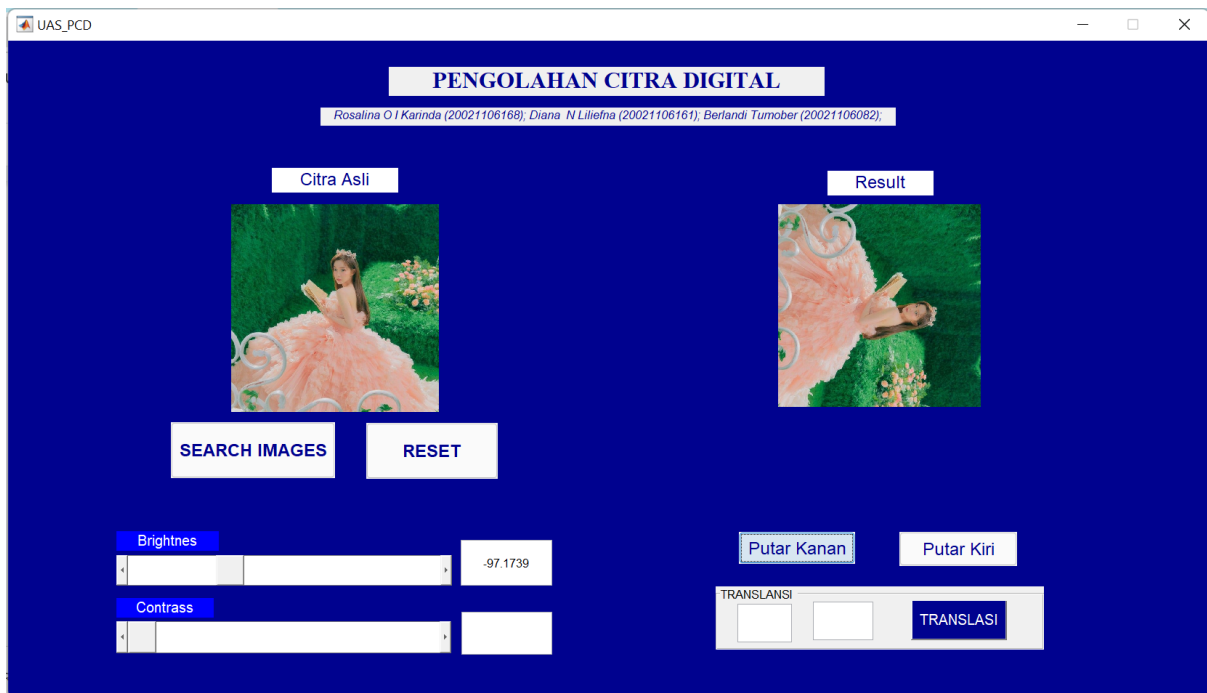 UAS_PCD
PENGOLAHAN CITRA DIGITAL
Rosalina O I Karinda (20021106168); Diana N Liliefna (20021106161); Berlandi Tumober (20021106082);
Citra Asli
Result
SEARCH IMAGES
RESET
Brightnes
-97.1739
Contrass
Putar Kanan
Putar Kiri
TRANSLANSI
TRANSLASI